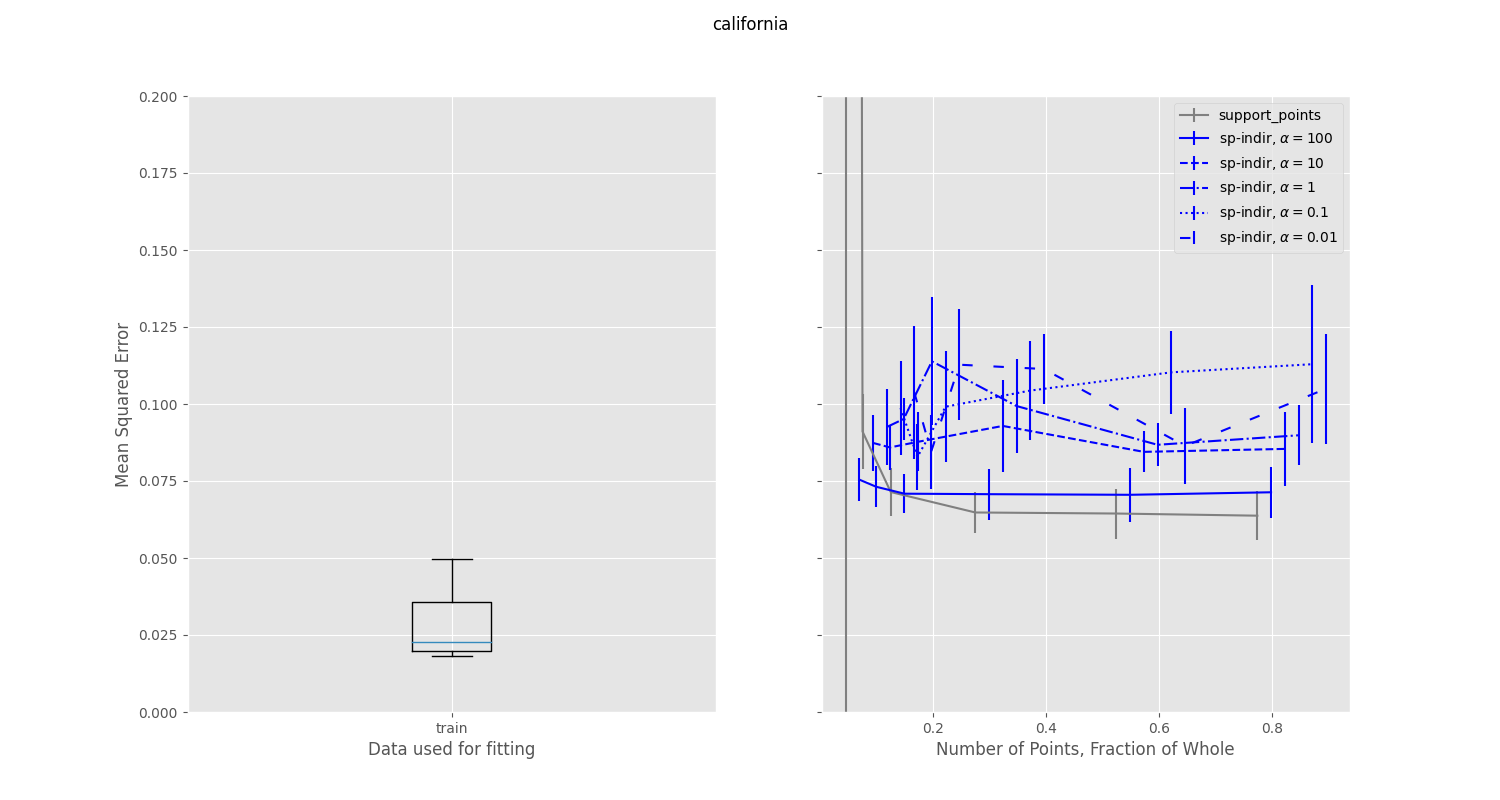 california
Mean Squared Error
0.200
0.175
0.150
0.125
0.100
0.075
0.050
0.025
0.000
train
Data used for fitting
support_points
sp-indir, α = 100
sp-indir, α = 10
sp-indir, α = 1
sp-indir, α = 0.1
sp-indir, α = 0.01
0.2 0.4 0.6 0.8
Number of Points, Fraction of Whole